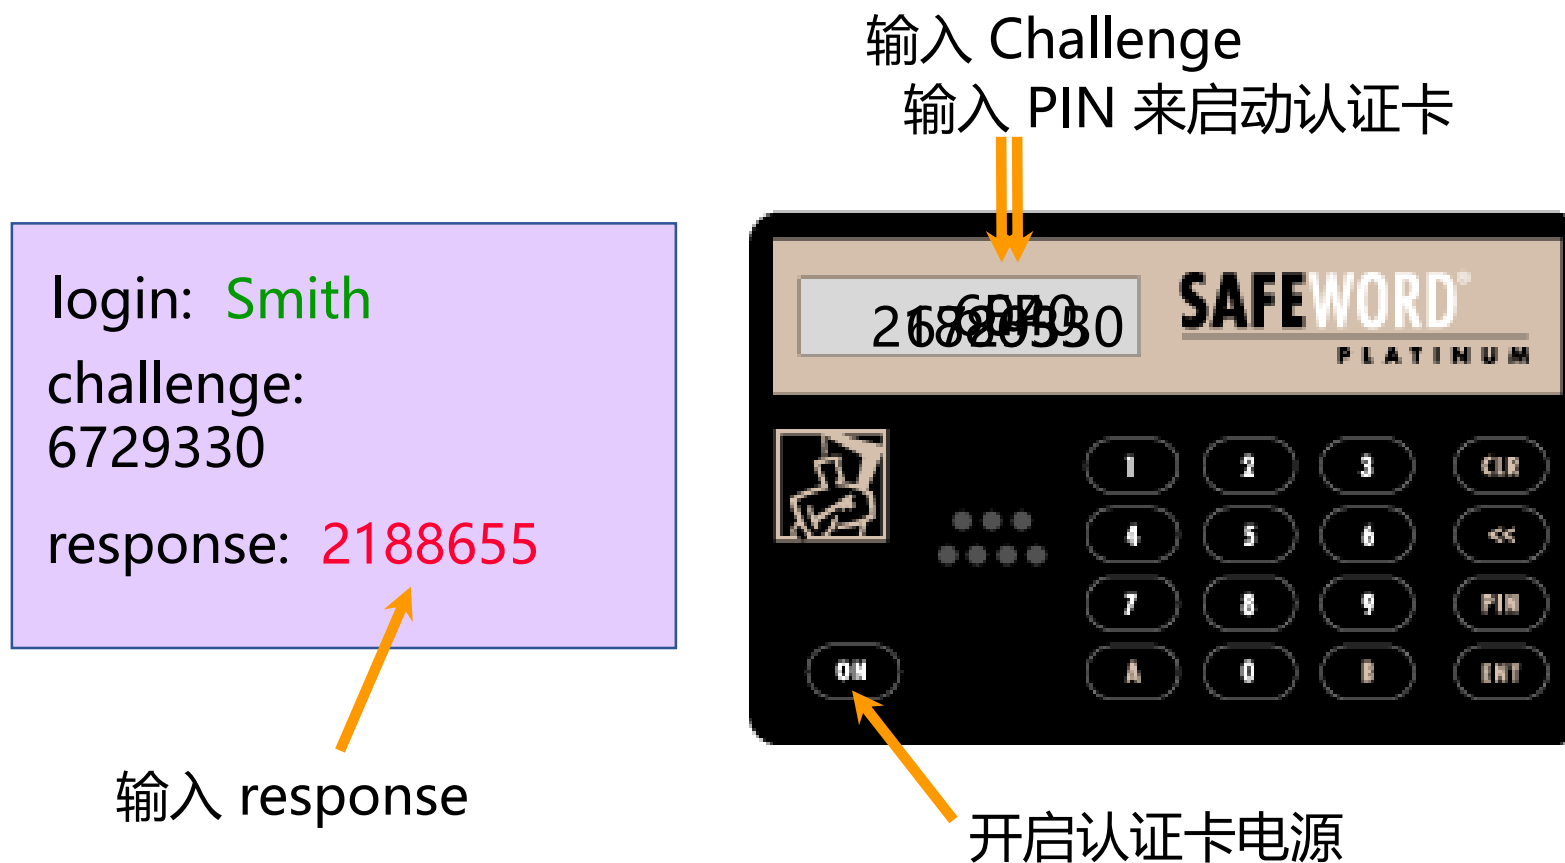 输入 Challenge
输入 PIN 来启动认证卡
login: Smith
challenge:
6729330
response: 2188655
输入 response
SAFEWORD®
PLATINUM
1 2 3 CLR
4 5 6 <<
7 8 9 PIN
ON A 0 B ENT
开启认证卡电源